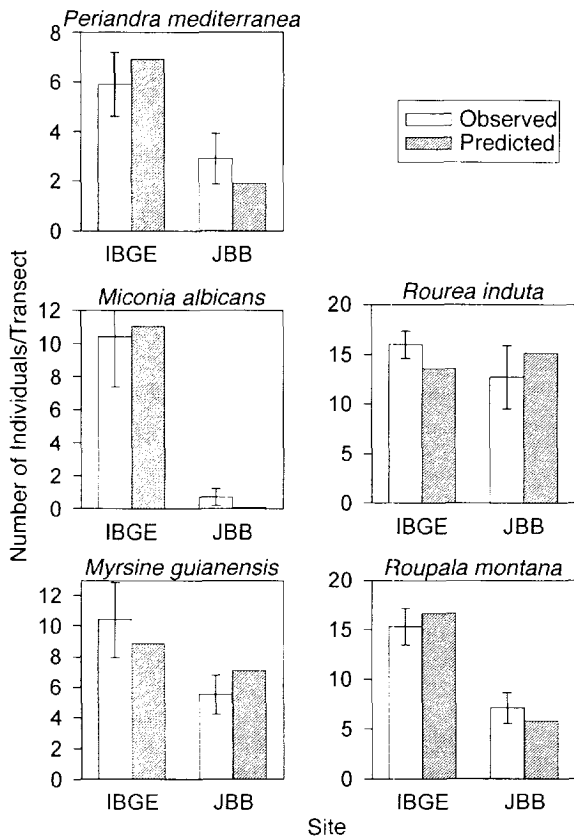 Periandra mediterranea
8
6
4
2
0
IBGE JBB
Observed
Predicted
Number of Individuals/Transect
Miconia albicans
12
10
8
6
4
2
0
IBGE JBB
Rourea induta
20
15
10
5
0
IBGE JBB
Myrsine guianensis
12
10
8
6
4
2
0
IBGE JBB
Roupala montana
20
15
10
5
0
IBGE JBB
Site